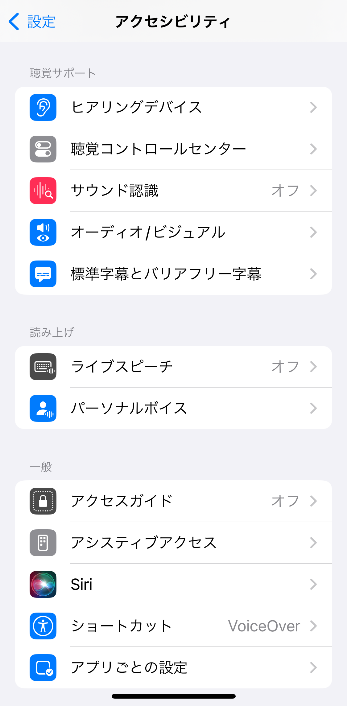 設定 アクセシビリティ
聴覚サポート
ヒアリングデバイス
聴覚コントロールセンター
サウンド認識 オフ
オーディオ/ビジュアル
標準字幕とバリアフリー字幕
読み上げ
ライブスピーチ オフ
パーソナルボイス
一般
アクセスガイド オフ
アシスティブアクセス
Siri
ショートカット VoiceOver
アプリごとの設定